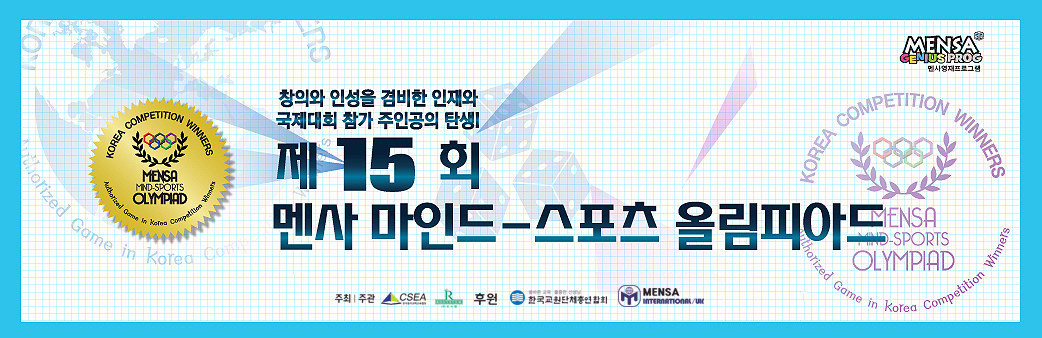 MENSA
GENIUS PROG
멘사영재프로그램
창의와 인성을 겸비한 인재와
국제대회 참가 주인공의 탄생!
제 15 회
멘사 마인드-스포츠 올림피아드
KOREA COMPETITION WINNERS
MENSA
MIND-SPORTS
OLYMPIAD
Authorized Game in Korea Competition Winners
KOREA COMPETITION WINNERS
MENSA
MIND-SPORTS
OLYMPIAD
Authorized Game in Korea Competition Winners
Authorized Game in Korea Co
주최 | 주관 CSEA 후원 한국교원단체총연합회 MENSA INTERNATIONAL/UK